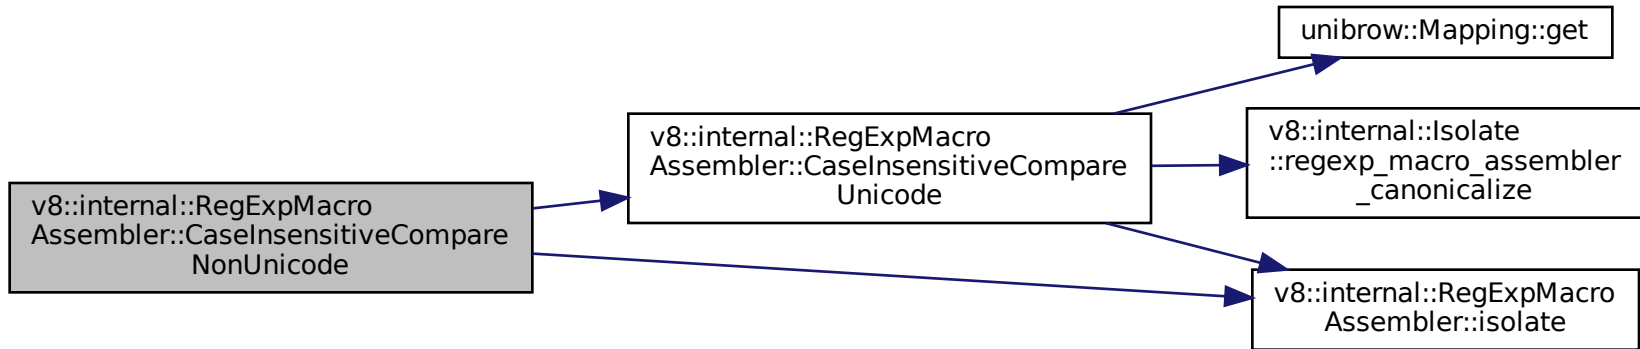 v8::internal::RegExpMacro
Assembler::CaseInsensitiveCompare
NonUnicode
v8::internal::RegExpMacro
Assembler::CaseInsensitiveCompare
Unicode
unibrow::Mapping::get
v8::internal::Isolate
::regexp_macro_assembler
_canonicalize
v8::internal::RegExpMacro
Assembler::isolate